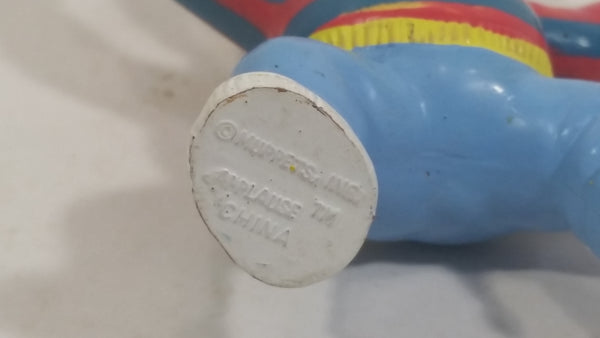 © MUPPETS, INC.
APPLAUSE TM
CHINA